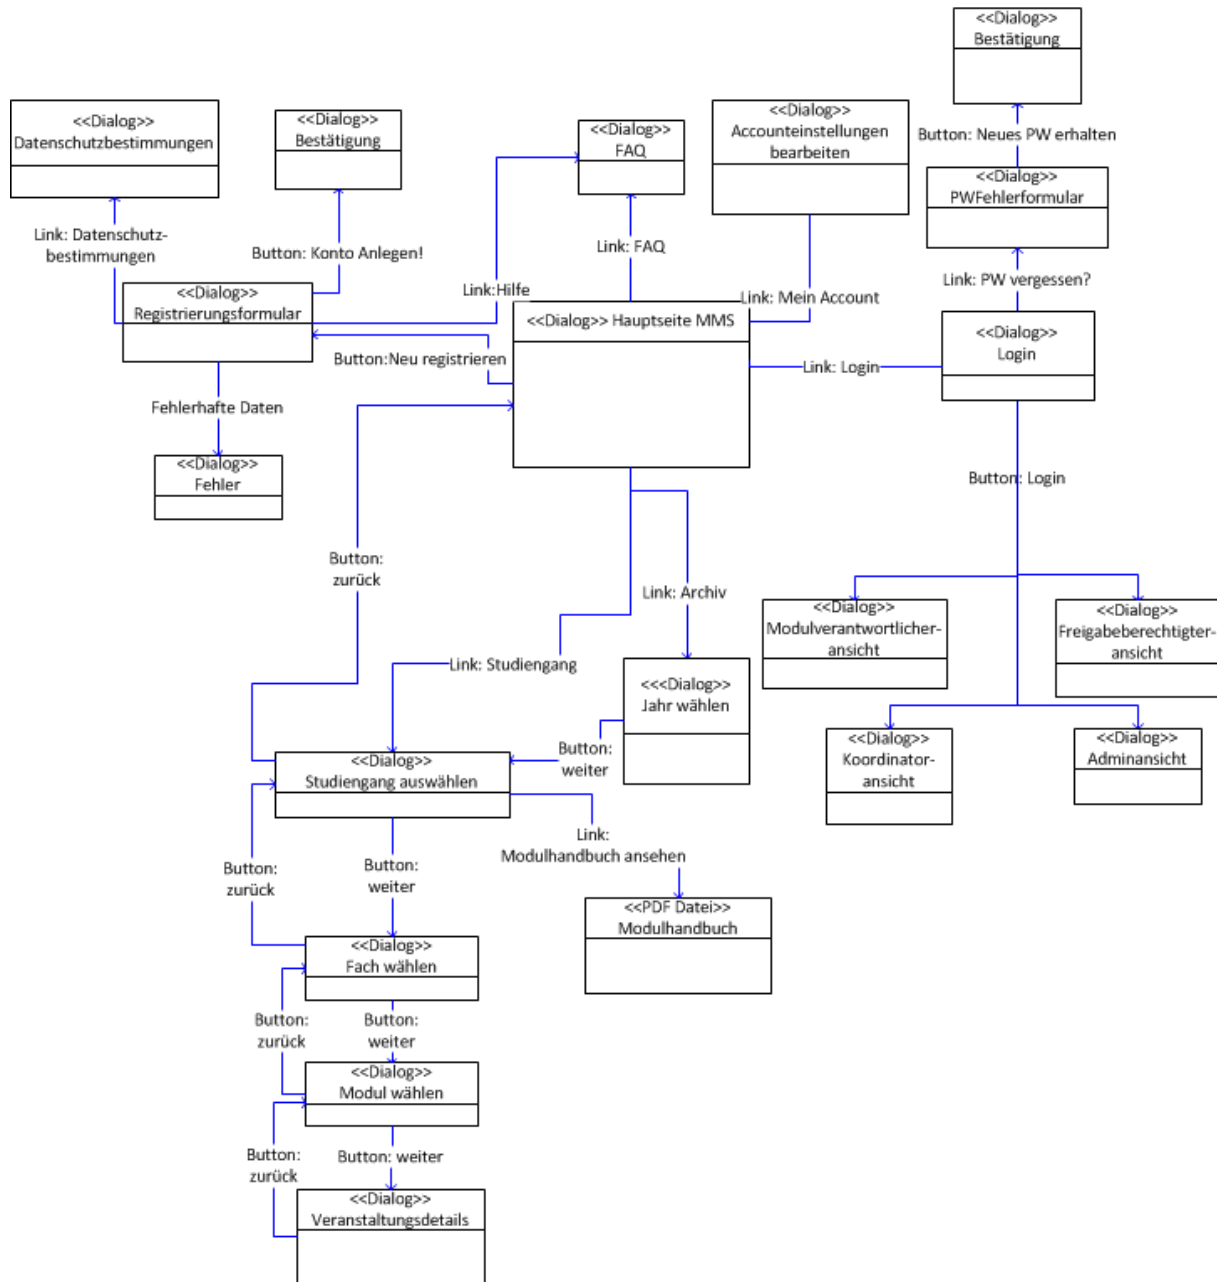 <<Dialog>>
Bestätigung
<<Dialog>>
Datenschutzbestimmungen
<<Dialog>>
Bestätigung
<<Dialog>>
FAQ
<<Dialog>>
Accounteinstellungen
bearbeiten
Button: Neues PW erhalten
<<Dialog>>
PWFehlerformular
Link: Datenschutz-
bestimmungen
Button: Konto Anlegen!
Link: FAQ
Link: PW vergessen?
<<Dialog>>
Registrierungsformular
Link:Hilfe
Link: Mein Account
<<Dialog>> Hauptseite MMS
<<Dialog>>
Login
Button:Neu registrieren
Link: Login
Fehlerhafte Daten
<<Dialog>>
Fehler
Button: Login
Button:
zurück
Link: Archiv
<<Dialog>>
Modulverantwortlicher-
ansicht
<<Dialog>>
Freigabeberechtigter-
ansicht
Link: Studiengang
<<<Dialog>>
Jahr wählen
<<Dialog>>
Koordinator-
ansicht
<<Dialog>>
Adminansicht
Button:
weiter
<<Dialog>>
Studiengang auswählen
Link:
Modulhandbuch ansehen
Button:
zurück
Button:
weiter
<<PDF Datei>>
Modulhandbuch
<<Dialog>>
Fach wählen
Button:
zurück
Button:
weiter
<<Dialog>>
Modul wählen
Button:
zurück
Button: weiter
<<Dialog>>
Veranstaltungsdetails